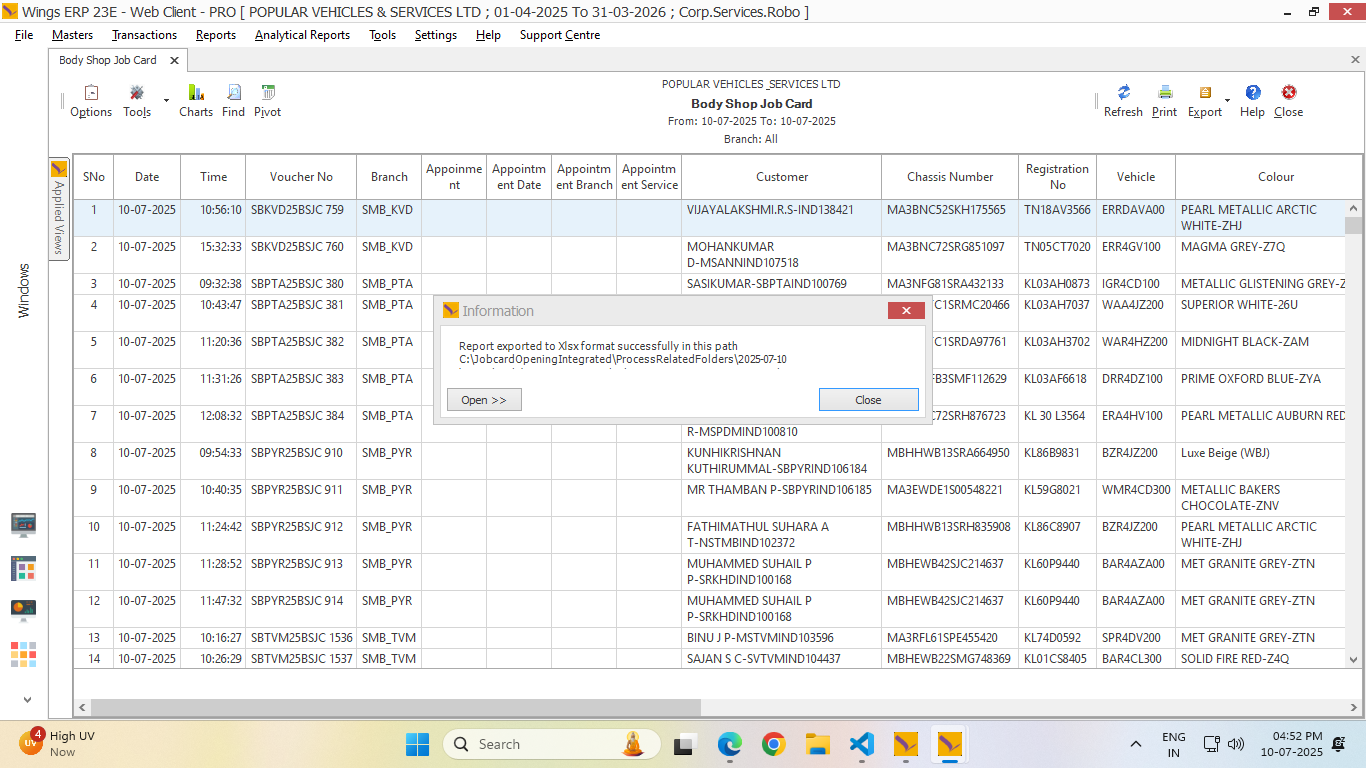 Wings ERP 23E - Web Client - PRO [ POPULAR VEHICLES & SERVICES LTD ; 01-04-2025 To 31-03-2026 ; Corp.Services.Robo ]
File Masters Transactions Reports Analytical Reports Tools Settings Help Support Centre
Body Shop Job Card
Options Tools Charts Find Pivot
POPULAR VEHICLES_SERVICES LTD
Body Shop Job Card
From: 10-07-2025 To: 10-07-2025
Branch: All
Refresh Print Export Help Close
Windows
Applied Views
SNo Date Time Voucher No Branch Appoinment Appointment Date Appointment Branch Appointment Service Customer Chassis Number Registration No Vehicle Colour
1 10-07-2025 10:56:10 SBKVD25BSJC 759 SMB_KVD VIJAYALAKSHMI.R.S-IND138421 MA3BNC52SKH175565 TN18AV3566 ERRDAVA00 PEARL METALLIC ARCTIC WHITE-ZHJ
2 10-07-2025 15:32:33 SBKVD25BSJC 760 SMB_KVD MOHANKUMAR D-MSANNIND107518 MA3BNC72SRG851097 TN05CT7020 ERR4GV100 MAGMA GREY-Z7Q
3 10-07-2025 09:32:38 SBPTA25BSJC 380 SMB_PTA SASIKUMAR-SBPTAIND100769 MA3NFG81SRA432133 KL03AH0873 IGR4CD100 METALLIC GLISTENING GREY-Z
4 10-07-2025 10:43:47 SBPTA25BSJC 381 SMB_PTA C1SRMC20466 KL03AH7037 WAA4JZ200 SUPERIOR WHITE-26U
5 10-07-2025 11:20:36 SBPTA25BSJC 382 SMB_PTA C1SRDA97761 KL03AH3702 WAR4HZ200 MIDNIGHT BLACK-ZAM
6 10-07-2025 11:31:26 SBPTA25BSJC 383 SMB_PTA FB3SMF112629 KL03AF6618 DRR4DZ100 PRIME OXFORD BLUE-ZYA
7 10-07-2025 12:08:32 SBPTA25BSJC 384 SMB_PTA R-MSPDMIND100810 C72SRH876723 KL 30 L3564 ERA4HV100 PEARL METALLIC AUBURN RED
8 10-07-2025 09:54:33 SBPYR25BSJC 910 SMB_PYR KUNHIKRISHNAN KUTHIRUMMAL-SBPYRIND106184 MBHHWB13SRA664950 KL86B9831 BZR4JZ200 Luxe Beige (WBJ)
9 10-07-2025 10:40:35 SBPYR25BSJC 911 SMB_PYR MR THAMBAN P-SBPYRIND106185 MA3EWDE1S00548221 KL59G8021 WMR4CD300 METALLIC BAKERS CHOCOLATE-ZNV
10 10-07-2025 11:24:42 SBPYR25BSJC 912 SMB_PYR FATHIMATHUL SUHARA A T-NSTMBIND102372 MBHHWB13SRH835908 KL86C8907 BZR4JZ200 PEARL METALLIC ARCTIC WHITE-ZHJ
11 10-07-2025 11:28:52 SBPYR25BSJC 913 SMB_PYR MUHAMMED SUHAIL P P-SRKHDIND100168 MBHEWB42SJC214637 KL60P9440 BAR4AZA00 MET GRANITE GREY-ZTN
12 10-07-2025 11:47:32 SBPYR25BSJC 914 SMB_PYR MUHAMMED SUHAIL P P-SRKHDIND100168 MBHEWB42SJC214637 KL60P9440 BAR4AZA00 MET GRANITE GREY-ZTN
13 10-07-2025 10:16:27 SBTVM25BSJC 1536 SMB_TVM BINU J P-MSTVMIND103596 MA3RFL61SPE455420 KL74D0592 SPR4DV200 MET GRANITE GREY-ZTN
14 10-07-2025 10:26:29 SBTVM25BSJC 1537 SMB_TVM SAJAN S C-SVTVMIND104437 MBHEWB22SMG748369 KL01CS8405 BAR4CL300 SOLID FIRE RED-Z4Q
Information
Report exported to Xlsx format successfully in this path
C:\JobcardOpeningIntegrated\ProcessRelatedFolders\2025-07-10
Open >> Close
4
UV
High UV
Now
Search
ENG
IN
04:52 PM
10-07-2025